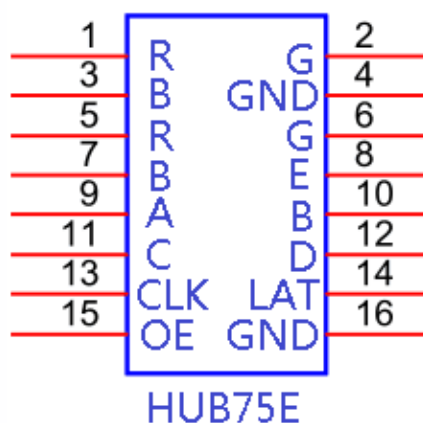 1 R G 2
3 B GND 4
5 R G 6
7 B E 8
9 A B 10
11 C D 12
13 CLK LAT 14
15 OE GND 16
HUB75E